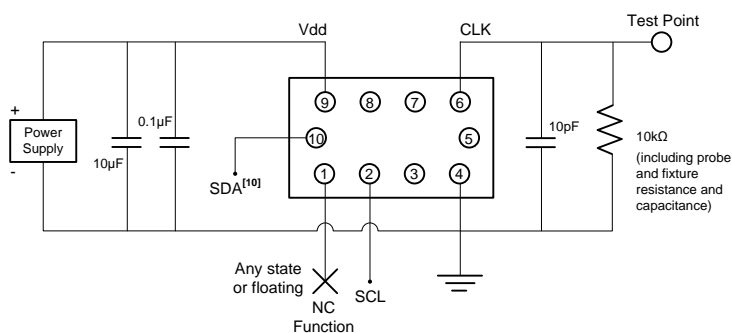 Vdd
CLK
Test Point
+
Power
Supply
-
10µF
0.1µF
9
8
7
6
10
5
1
2
3
4
SDA[10]
10pF
10kΩ
(including probe
and fixture
resistance and
capacitance)
Any state
or floating
NC
Function
SCL